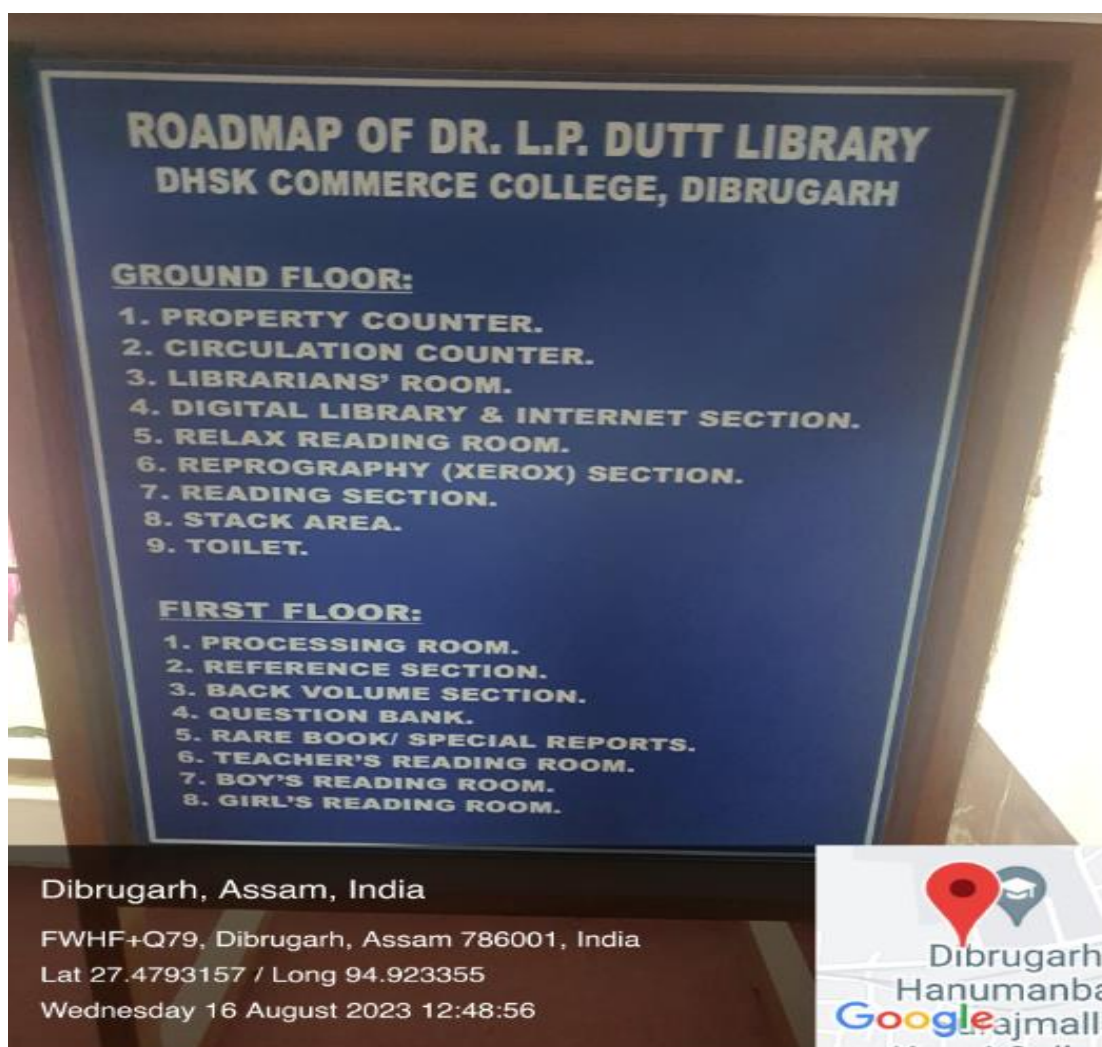 ROADMAP OF DR. L.P. DUTT LIBRARY
DHSK COMMERCE COLLEGE, DIBRUGARH
GROUND FLOOR:
1. PROPERTY COUNTER.
2. CIRCULATION COUNTER.
3. LIBRARIANS' ROOM.
4. DIGITAL LIBRARY & INTERNET SECTION.
5. RELAX READING ROOM.
6. REPROGRAPHY (XEROX) SECTION.
7. READING SECTION.
8. STACK AREA.
9. TOILET.
FIRST FLOOR:
1. PROCESSING ROOM.
2. REFERENCE SECTION.
3. BACK VOLUME SECTION.
4. QUESTION BANK.
5. RARE BOOK/ SPECIAL REPORTS.
6. TEACHER'S READING ROOM.
7. BOY'S READING ROOM.
8. GIRL'S READING ROOM.
Dibrugarh, Assam, India
FWHF+Q79, Dibrugarh, Assam 786001, India
Lat 27.4793157 / Long 94.923355
Wednesday 16 August 2023 12:48:56
Dibrugarh
Hanumanba
Google ajmall